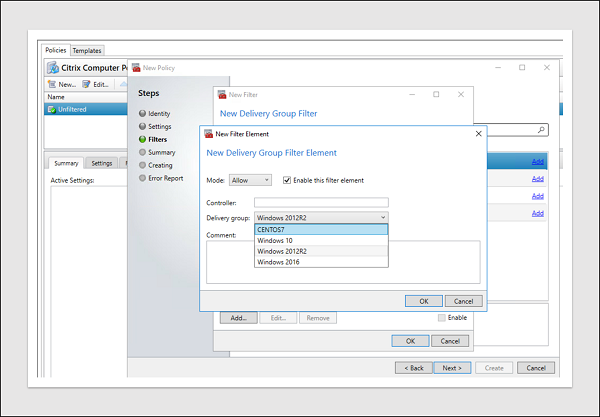 Policies Templates
Citrix Computer Po
New... Edit...
Name
Unfiltered
Summary Settings
Active Settings:
New Policy
Steps
Identity
Settings
Filters
Summary
Creating
Error Report
New Filter
New Delivery Group Filter
Add
Add
Add
Add
New Filter Element
New Delivery Group Filter Element
Mode: Allow Enable this filter element
Controller:
Delivery group: Windows 2012R2
CENTOS7
Windows 10
Windows 2012R2
Windows 2016
Comment:
OK Cancel
Add... Edit... Remove Enable
OK Cancel
< Back Next > Create Cancel